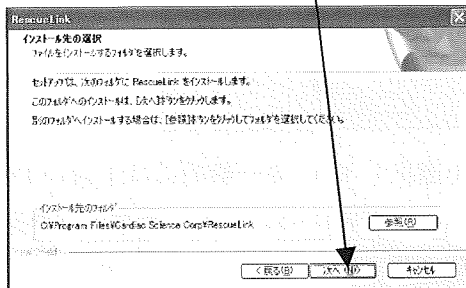 RescueLink
インストール先の選択
ファイルをインストールするフォルダを選択します。
セットアップは、次のフォルダに RescueLink をインストールします。
このフォルダへのインストールは、[次へ]ボタンをクリックします。
別のフォルダへインストールする場合は、[参照]ボタンをクリックしてフォルダを選択してください。
インストール先のフォルダ
C:¥Program Files¥Cardiac Science Corp¥RescueLink
参照(R)
< 戻る(B)
次へ(N)
キャンセル